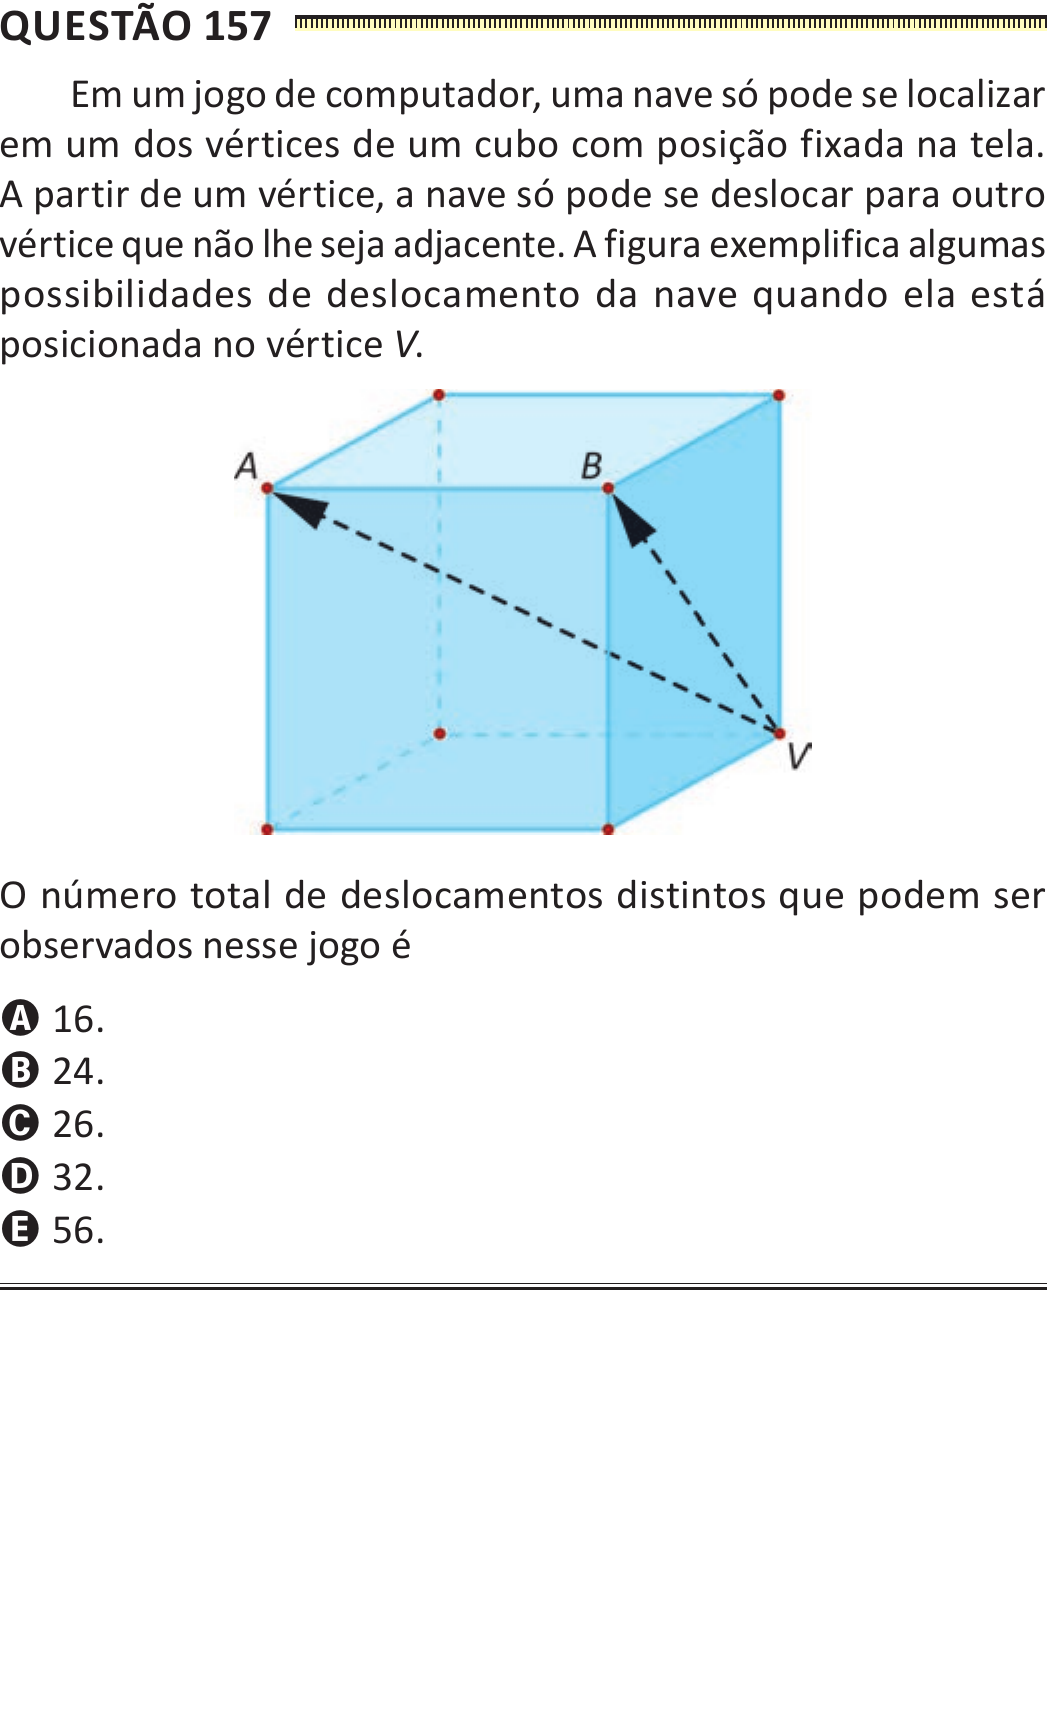 QUESTÃO 157
Em um jogo de computador, uma nave só pode se localizar
em um dos vértices de um cubo com posição fixada na tela.
A partir de um vértice, a nave só pode se deslocar para outro
vértice que não lhe seja adjacente. A figura exemplifica algumas
possibilidades de deslocamento da nave quando ela está
posicionada no vértice V.
A
B
V
O número total de deslocamentos distintos que podem ser
observados nesse jogo é
A 16.
B 24.
C 26.
D 32.
E 56.